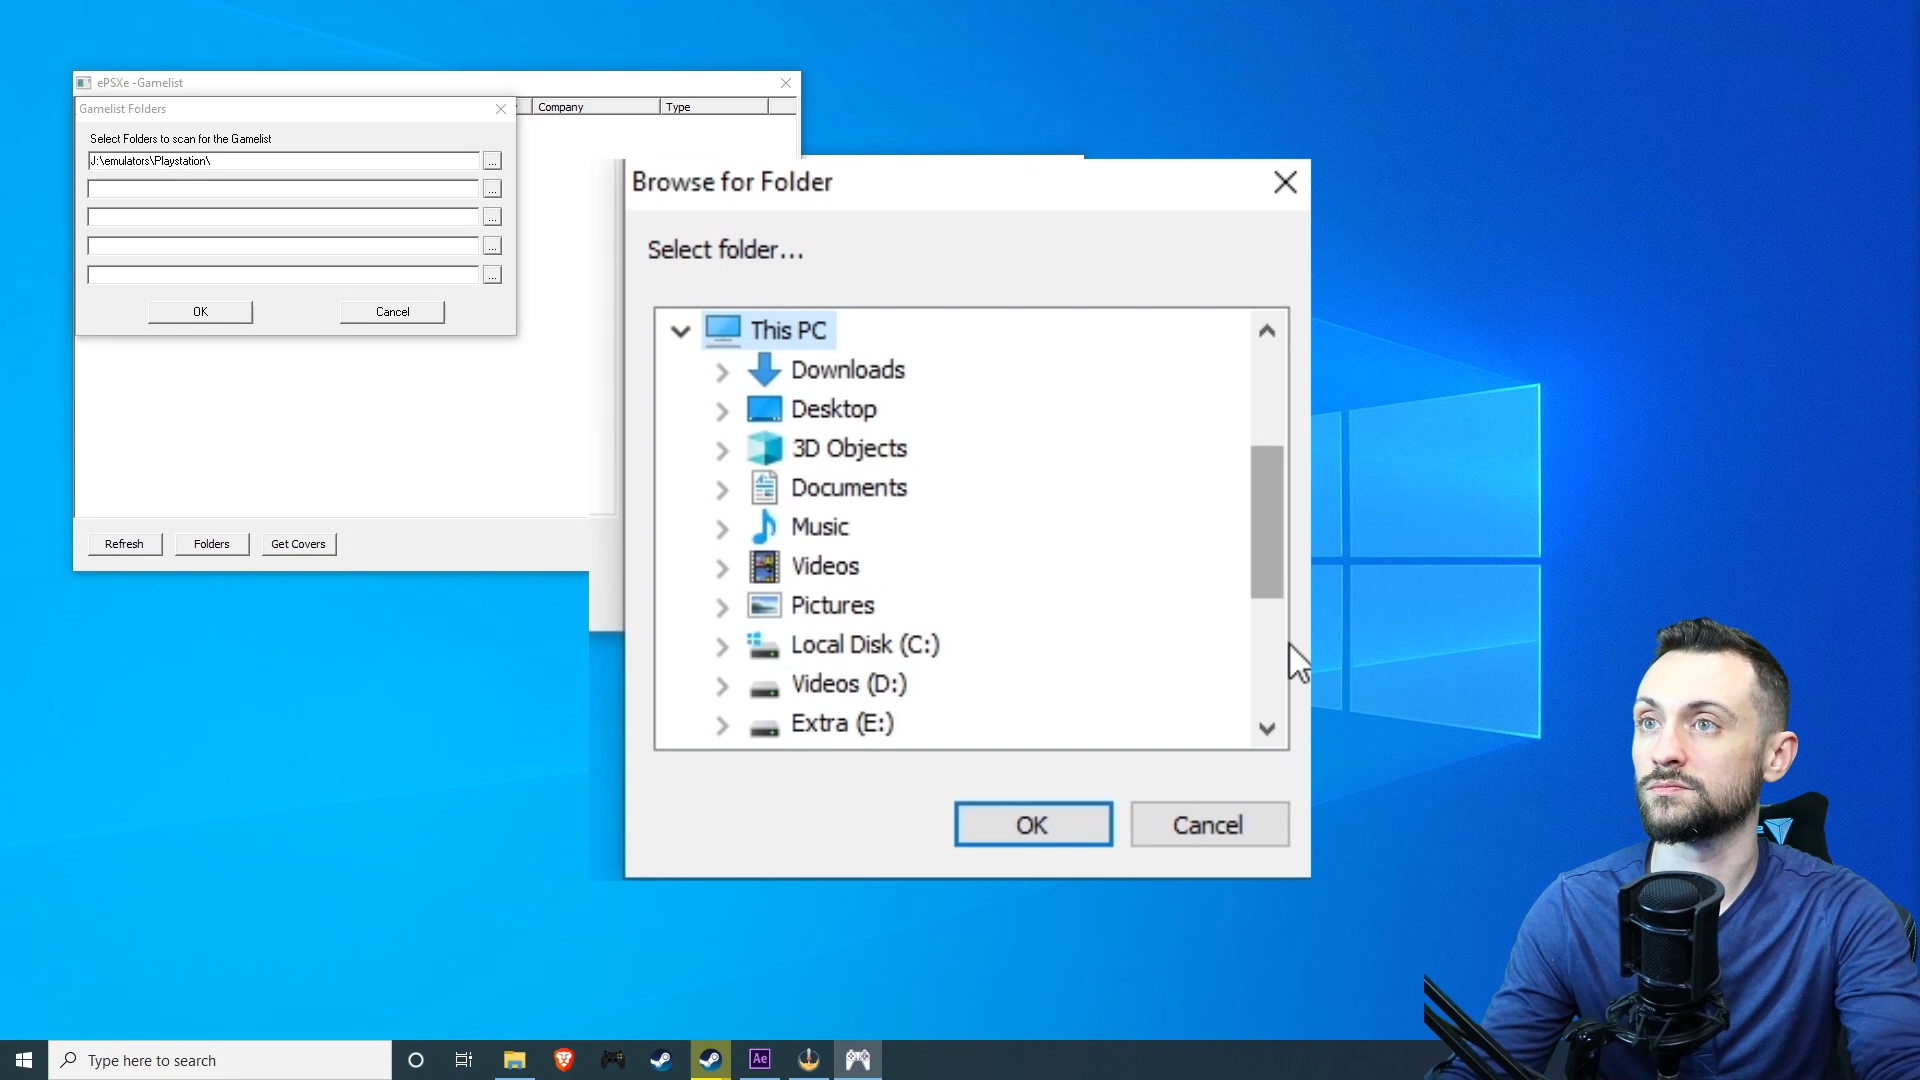 ePSXe -Gamelist
Gamelist Folders
Company
Type
Select Folders to scan for the Gamelist
J:\emulators\Playstation\
...
...
...
...
...
OK
Cancel
Refresh
Folders
Get Covers
Browse for Folder
Select folder...
This PC
Downloads
Desktop
3D Objects
Documents
Music
Videos
Pictures
Local Disk (C:)
Videos (D:)
Extra (E:)
OK
Cancel
Type here to search
Ae